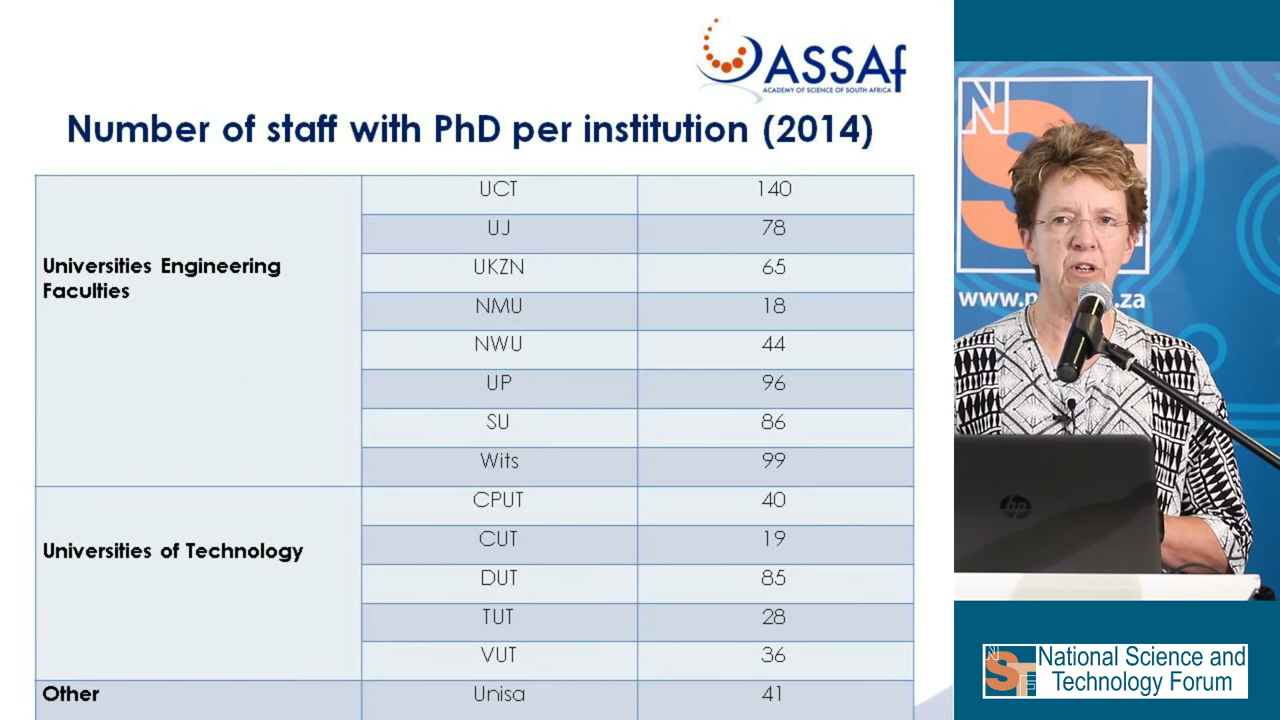 ASSAf
ACADEMY OF SCIENCE OF SOUTH AFRICA
Number of staff with PhD per institution (2014)
Universities Engineering
Faculties
UCT 140
UJ 78
UKZN 65
NMU 18
NWU 44
UP 96
SU 86
Wits 99
Universities of Technology
CPUT 40
CUT 19
DUT 85
TUT 28
VUT 36
Other Unisa 41
N
S
www.
.za
hp
NSTF
National Science and
Technology Forum